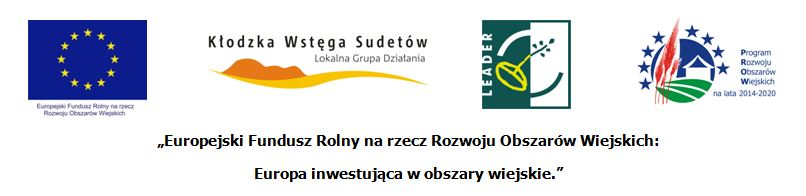 Europejski Fundusz Rolny na rzecz
Rozwoju Obszarów Wiejskich
Kłodzka Wstęga Sudetów
Lokalna Grupa Działania
LEADER
Program
Rozwoju
Obszarów
Wiejskich
na lata 2014-2020
„Europejski Fundusz Rolny na rzecz Rozwoju Obszarów Wiejskich:
Europa inwestująca w obszary wiejskie.”